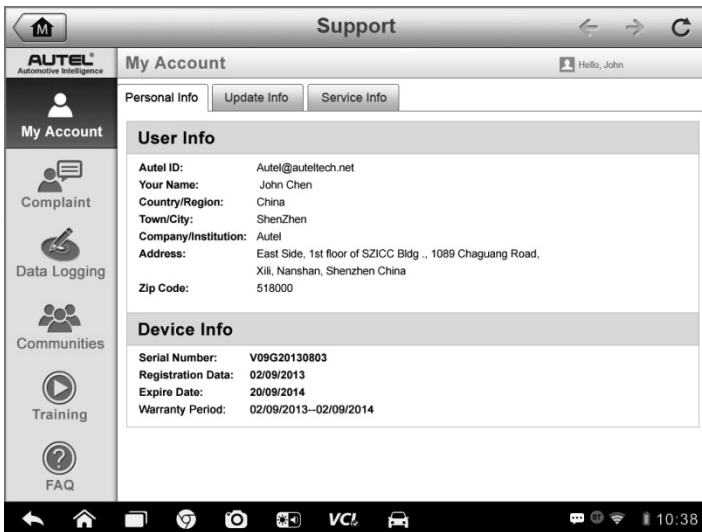 M
Support
AUTEL®
Automotive Intelligence
My Account
Hello, John
My Account
Complaint
Data Logging
Communities
Training
?
FAQ
Personal Info
Update Info
Service Info
User Info
Autel ID: Autel@auteltech.net
Your Name: John Chen
Country/Region: China
Town/City: ShenZhen
Company/Institution: Autel
Address: East Side, 1st floor of SZICC Bldg ., 1089 Chaguang Road,
Xili, Nanshan, Shenzhen China
Zip Code: 518000
Device Info
Serial Number: V09G20130803
Registration Data: 02/09/2013
Expire Date: 20/09/2014
Warranty Period: 02/09/2013--02/09/2014
VCI
BT
10:38